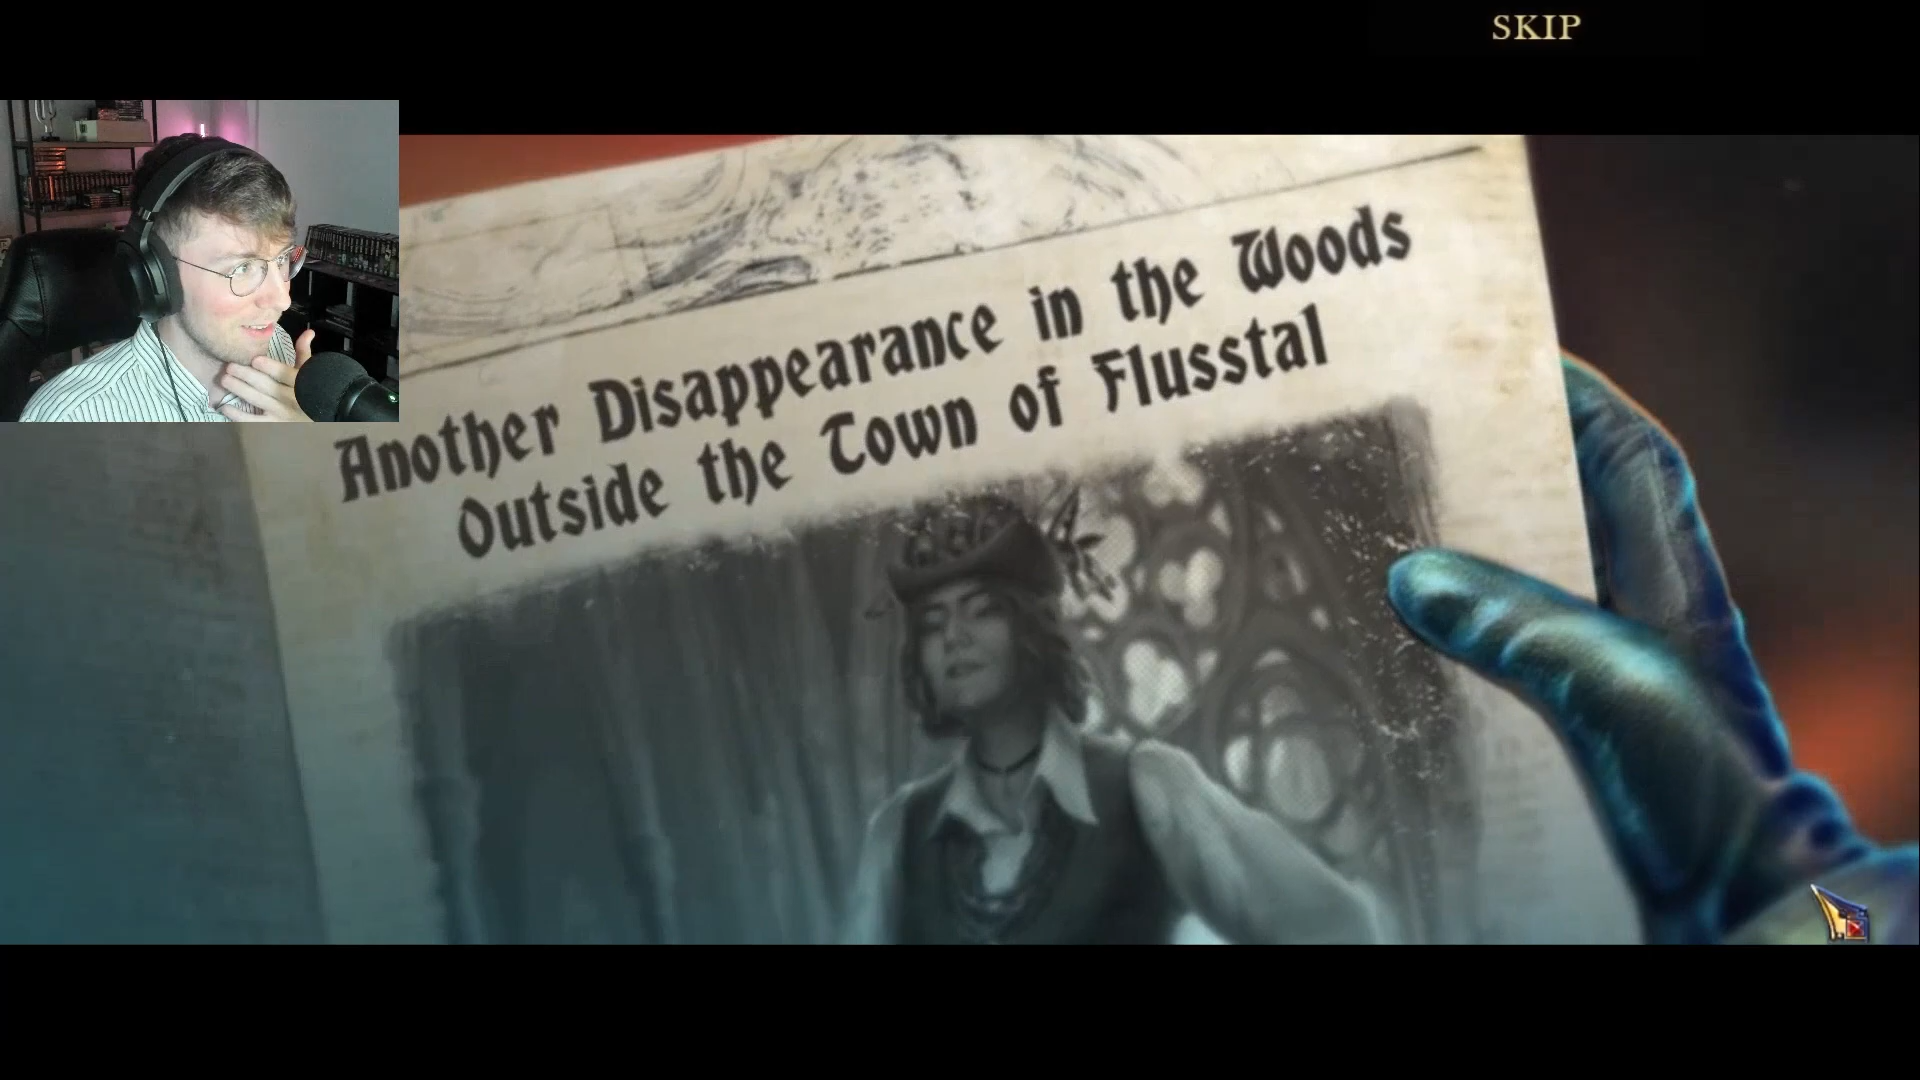 SKIP
Another Disappearance in the Woods
Outside the Town of Flusstal